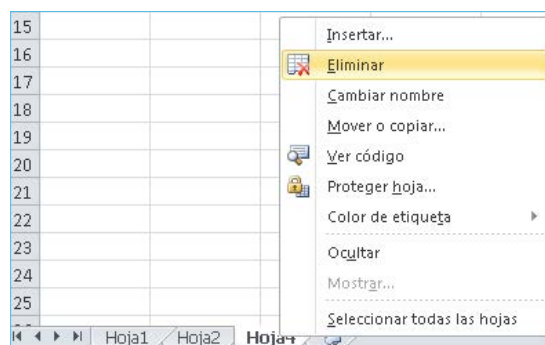 15
16
17
18
19
20
21
22
23
24
25
Insertar...
Eliminar
Cambiar nombre
Mover o copiar...
Ver código
Proteger hoja...
Color de etiqueta
Ocultar
Mostrar...
Seleccionar todas las hojas
Hoja1 Hoja2 Hoja4